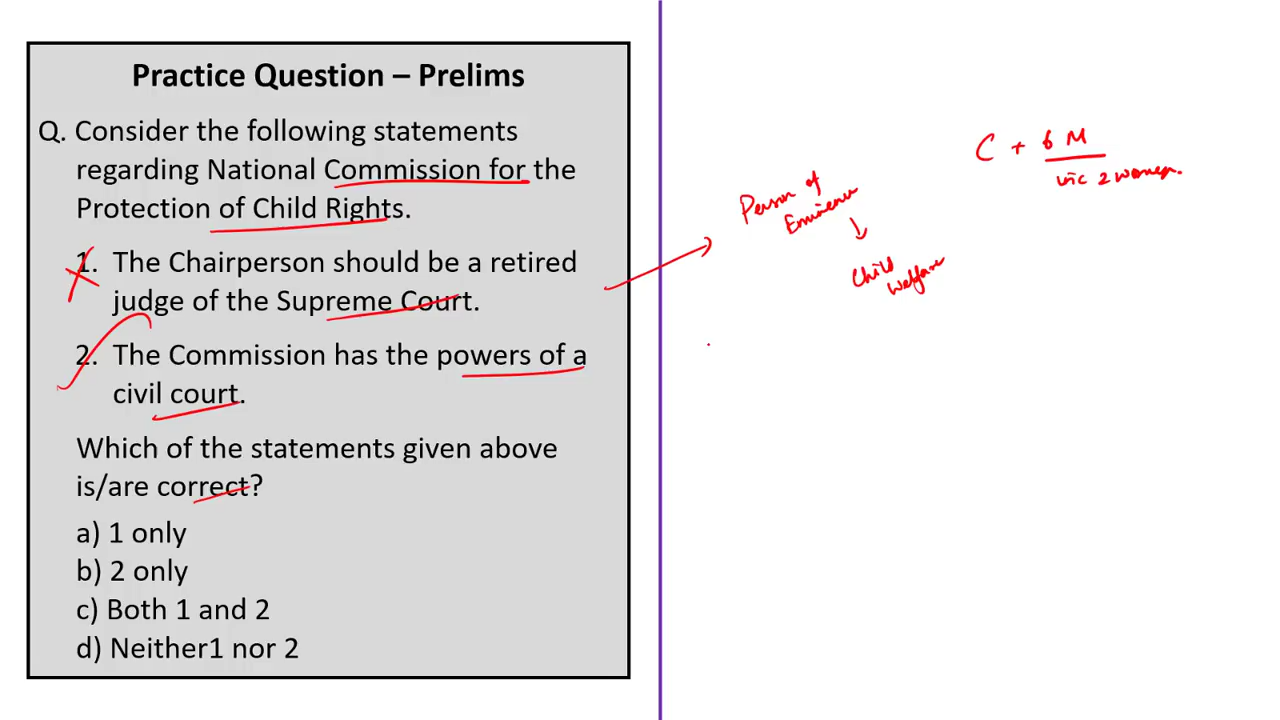 Practice Question – Prelims
Q. Consider the following statements
regarding National Commission for the
Protection of Child Rights.
1. The Chairperson should be a retired
judge of the Supreme Court.
2. The Commission has the powers of a
civil court.
Which of the statements given above
is/are correct?
a) 1 only
b) 2 only
c) Both 1 and 2
d) Neither1 nor 2
C + 6 M
2 women.
Person of
Eminence
Child
Welfare